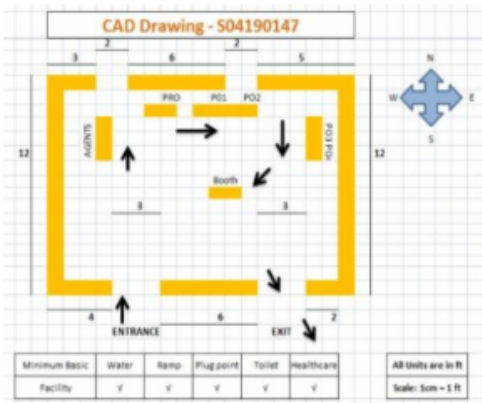 CAD Drawing - S04190147
2 2
3 6 5
N
PRO PO1 PO2
W E
S
AGENTS
PO3
12 12
Booth
3 3
4 6 2
ENTRANCE EXIT
Minimum Basic Water Ramp Plug point Toilet Healthcare
Facility √ √ √ √ √
All Units are in ft
Scale: 1cm = 1 ft